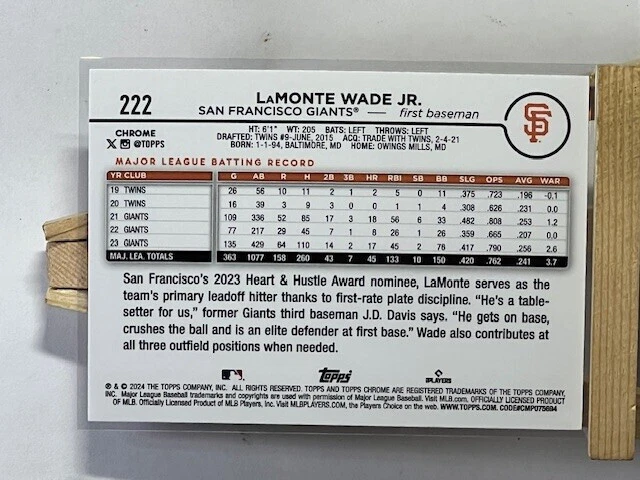 222
LAMONTE WADE JR.
SAN FRANCISCO GIANTS® first baseman
SF
CHROME
X @TOPPS
HT: 6'1" WT: 205 BATS: LEFT THROWS: LEFT
DRAFTED: TWINS #9-JUNE, 2015 ACQ: TRADE WITH TWINS, 2-4-21
BORN: 1-1-94, BALTIMORE, MD HOME: OWINGS MILLS, MD
MAJOR LEAGUE BATTING RECORD
YR CLUB G AB R H 2B 3B HR RBI SB BB SLG OPS AVG WAR
19 TWINS 26 56 10 11 2 1 2 5 0 11 .375 .723 .196 -0.1
20 TWINS 16 39 3 9 3 0 0 1 1 4 .308 .626 .231 0.0
21 GIANTS 109 336 52 85 17 3 18 56 6 33 .482 .808 .253 1.2
22 GIANTS 77 217 29 45 7 1 8 26 1 26 .359 .665 .207 0.0
23 GIANTS 135 429 64 110 14 2 17 45 2 76 .417 .790 .256 2.6
MAJ. LEA. TOTALS 363 1077 158 260 43 7 45 133 10 150 .420 .762 .241 3.7
San Francisco's 2023 Heart & Hustle Award nominee, LaMonte serves as the
team's primary leadoff hitter thanks to first-rate plate discipline. "He's a table-
setter for us," former Giants third baseman J.D. Davis says. "He gets on base,
crushes the ball and is an elite defender at first base." Wade also contributes at
all three outfield positions when needed.
Topps
PLAYERS
® & © 2024 THE TOPPS COMPANY, INC. ALL RIGHTS RESERVED. TOPPS AND TOPPS CHROME ARE REGISTERED TRADEMARKS OF THE TOPPS COMPANY,
INC. Major League Baseball trademarks and copyrights are used with permission of Major League Baseball. Visit MLB.com. OFFICIALLY LICENSED PRODUCT
OF MLB. Officially Licensed Product of MLB Players, Inc. Visit MLBPLAYERS.COM, the Players Choice on the web. WWW.TOPPS.COM. CODE#CMP075684